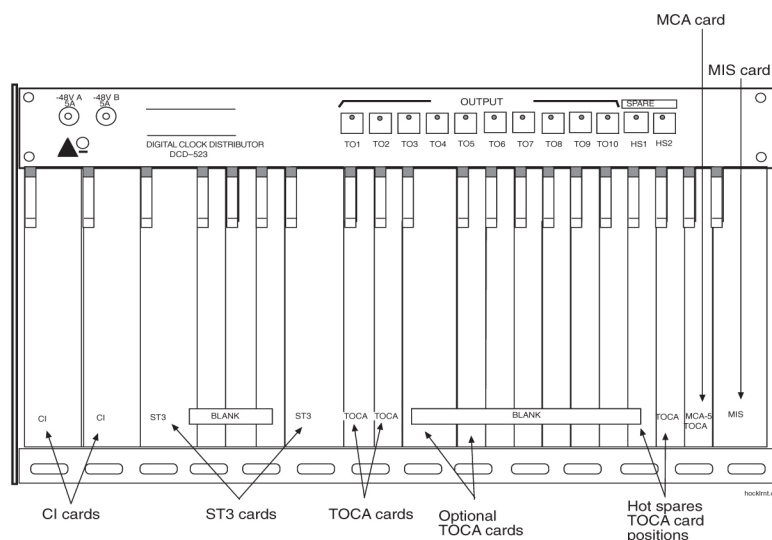 MCA card
MIS card
-48V A
5A
-48V B
5A
OUTPUT
SPARE
TO1 TO2 TO3 TO4 TO5 TO6 TO7 TO8 TO9 TO10 HS1 HS2
DIGITAL CLOCK DISTRIBUTOR
DCD–523
CI CI ST3 BLANK ST3 TOCA TOCA BLANK TOCA MCA-5 MIS
TOCA
CI cards
ST3 cards
TOCA cards
Optional
TOCA cards
Hot spares
TOCA card
positions